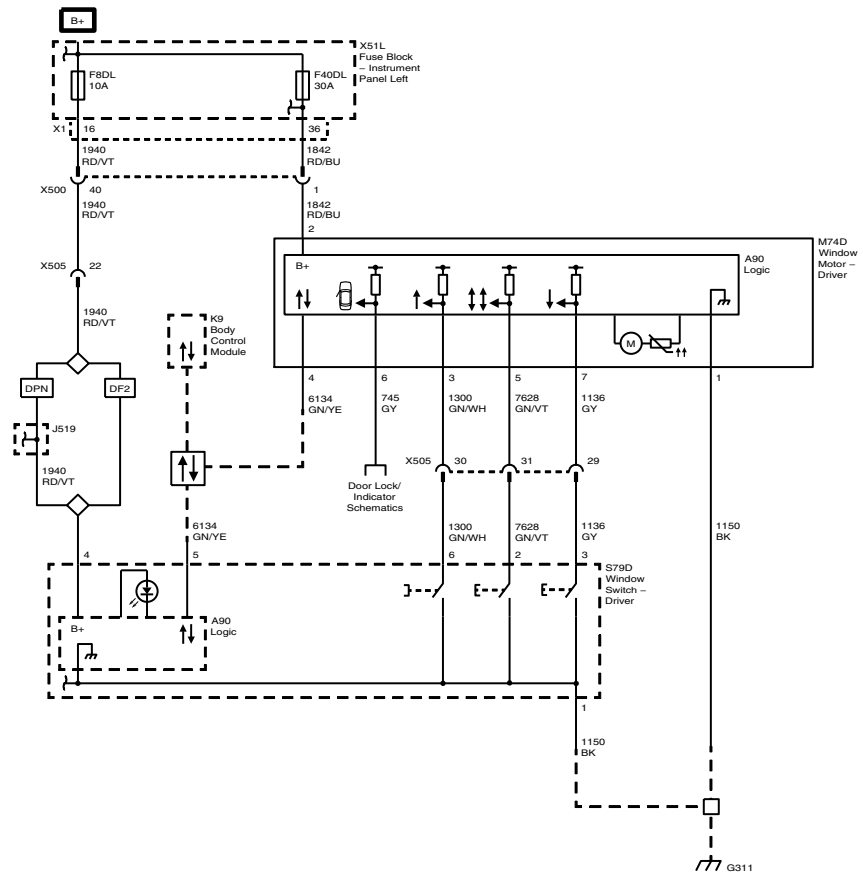 B+
X51L
Fuse Block
– Instrument
Panel Left
F8DL
10A
F40DL
30A
X1
16
36
1940
RD/VT
1842
RD/BU
X500
40
1
1940
RD/VT
1842
RD/BU
2
M74D
Window
Motor –
Driver
A90
Logic
B+
X505
22
1940
RD/VT
K9
Body
Control
Module
M
4
6
3
5
7
1
DPN
DF2
6134
GN/YE
745
GY
1300
GN/WH
7628
GN/VT
1136
GY
J519
X505
30
31
29
1940
RD/VT
Door Lock/
Indicator
Schematics
6134
GN/YE
1300
GN/WH
7628
GN/VT
1136
GY
1150
BK
4
5
6
2
3
S79D
Window
Switch –
Driver
A90
Logic
B+
1
1150
BK
G311